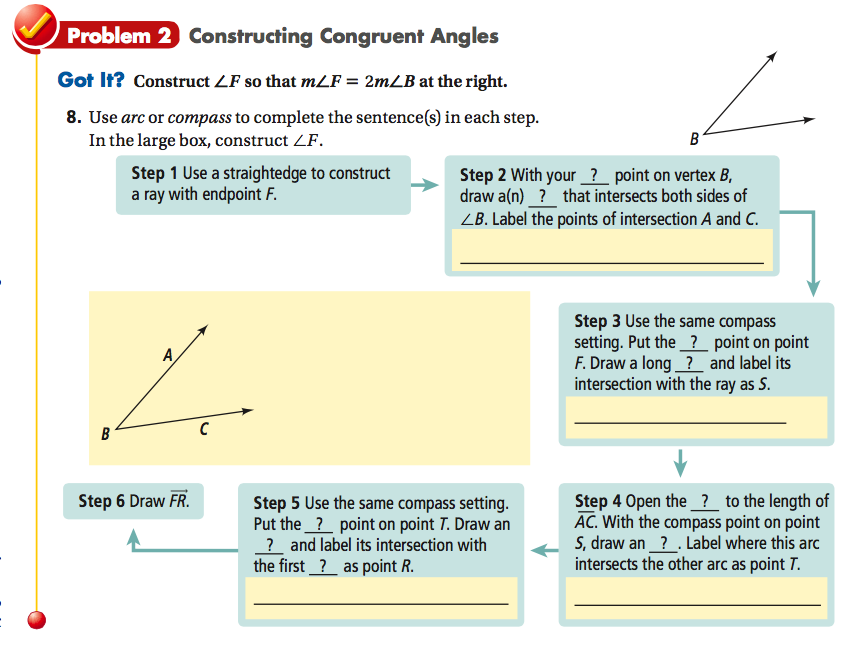 Problem 2 Constructing Congruent Angles
Got It? Construct ∠F so that m∠F = 2m∠B at the right.
8. Use arc or compass to complete the sentence(s) in each step.
In the large box, construct ∠F.
B
Step 1 Use a straightedge to construct
a ray with endpoint F.
Step 2 With your ? point on vertex B,
draw a(n) ? that intersects both sides of
∠B. Label the points of intersection A and C.
Step 3 Use the same compass
setting. Put the ? point on point
F. Draw a long ? and label its
intersection with the ray as S.
A
B
C
Step 4 Open the ? to the length of
A̅C̅. With the compass point on point
S, draw an ?. Label where this arc
intersects the other arc as point T.
Step 5 Use the same compass setting.
Put the ? point on point T. Draw an
? and label its intersection with
the first ? as point R.
Step 6 Draw F⃗R⃗.